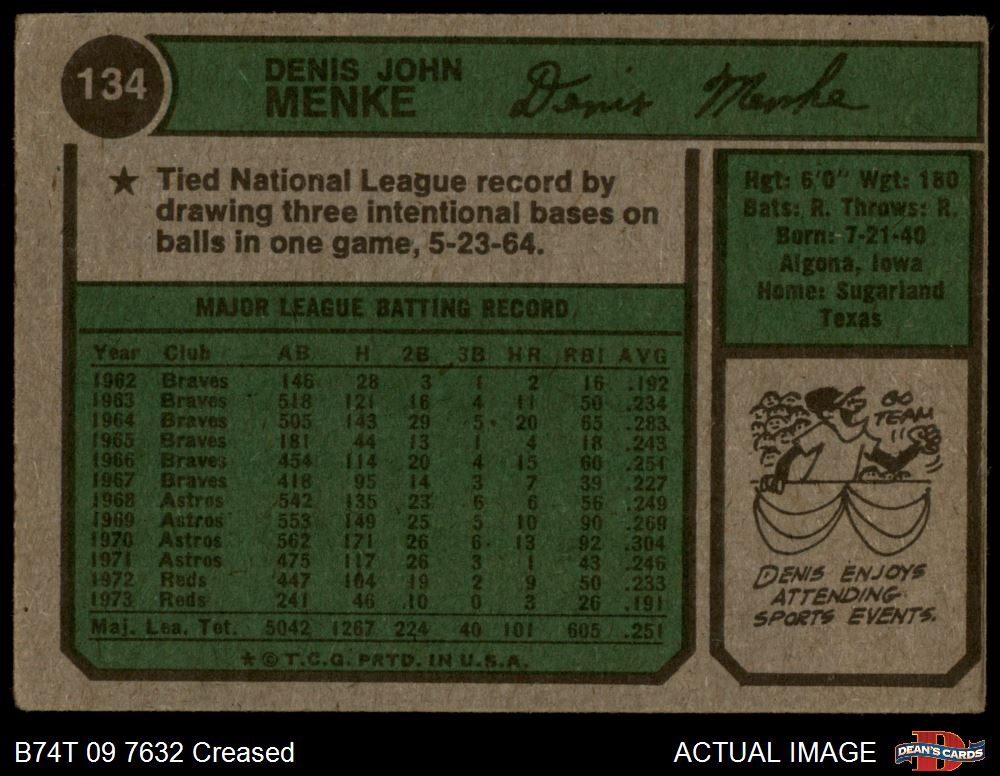 134
DENIS JOHN
MENKE
Denis Menke
★ Tied National League record by
drawing three intentional bases on
balls in one game, 5-23-64.
Hgt: 6'0" Wgt: 180
Bats: R. Throws: R.
Born: 7-21-40
Algona, Iowa
Home: Sugarland
Texas
MAJOR LEAGUE BATTING RECORD
Year Club AB H 2B 3B HR RBI AVG
1962 Braves 146 28 3 1 2 16 .192
1963 Braves 518 121 16 4 11 50 .234
1964 Braves 505 143 29 5 20 65 .283
1965 Braves 181 44 13 1 4 18 .243
1966 Braves 454 114 20 4 15 60 .251
1967 Braves 418 95 14 3 7 39 .227
1968 Astros 542 135 23 6 6 56 .249
1969 Astros 553 149 25 5 10 90 .269
1970 Astros 562 171 26 6 13 92 .304
1971 Astros 475 117 26 3 1 43 .246
1972 Reds 447 104 19 2 9 50 .233
1973 Reds 241 46 10 0 3 26 .191
Maj. Lea. Tot. 5042 1267 224 40 101 605 .251
★ © T.C.G. PRTD. IN U.S.A.
GO
TEAM
DENIS ENJOYS
ATTENDING
SPORTS EVENTS.
B74T 09 7632 Creased
ACTUAL IMAGE
D
DEAN'S CARDS